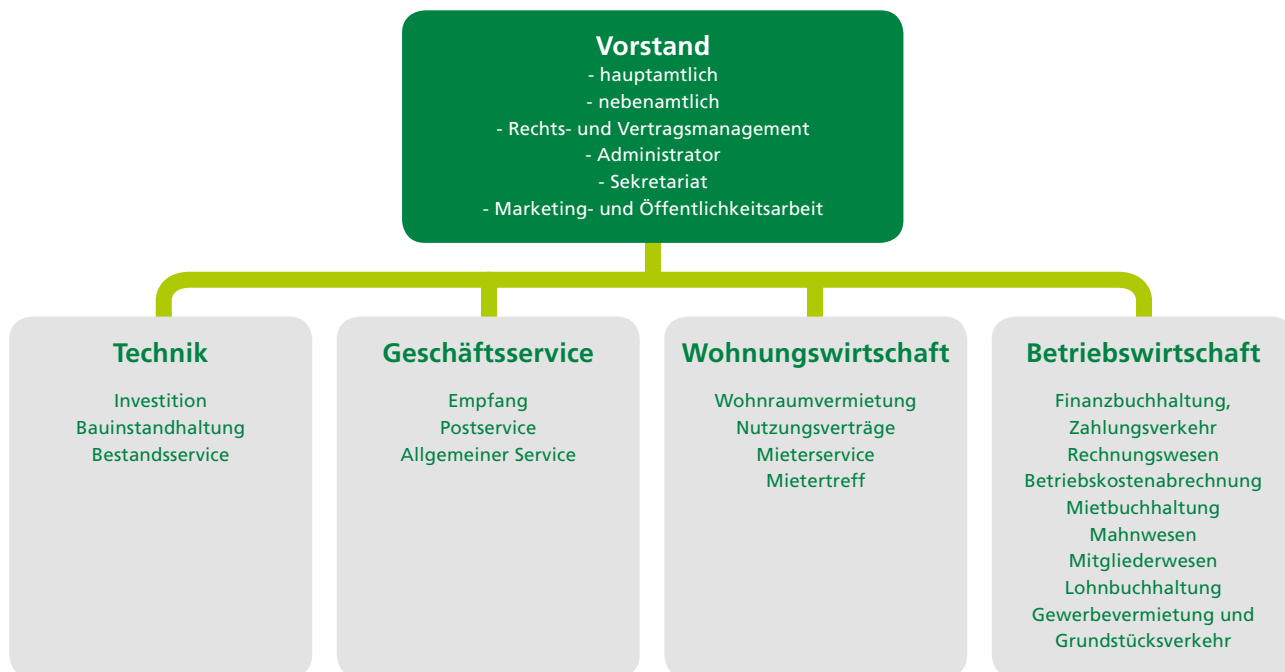 Vorstand
- hauptamtlich
- nebenamtlich
- Rechts- und Vertragsmanagement
- Administrator
- Sekretariat
- Marketing- und Öffentlichkeitsarbeit
Technik
Investition
Bauinstandhaltung
Bestandsservice
Geschäftsservice
Empfang
Postservice
Allgemeiner Service
Wohnungswirtschaft
Wohnraumvermietung
Nutzungsverträge
Mieterservice
Mietertreff
Betriebswirtschaft
Finanzbuchhaltung,
Zahlungsverkehr
Rechnungswesen
Betriebskostenabrechnung
Mietbuchhaltung
Mahnwesen
Mitgliederwesen
Lohnbuchhaltung
Gewerbevermietung und
Grundstücksverkehr